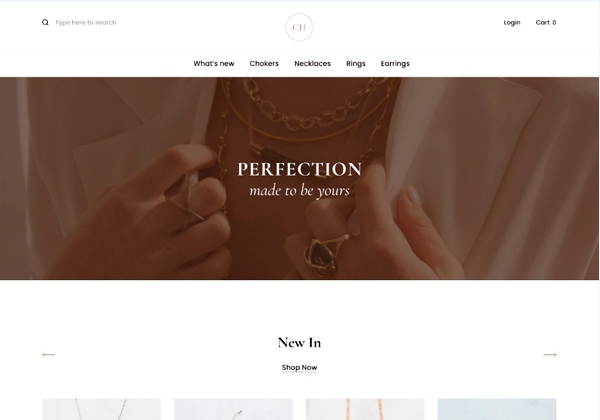 Type here to search
CH
Login
Cart 0
What's new
Chokers
Necklaces
Rings
Earrings
PERFECTION
made to be yours
New In
Shop Now